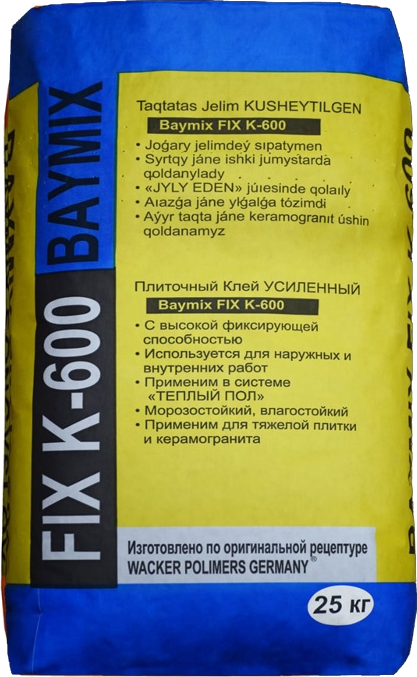 BAYMIX
FIX K-600
Taqtatas Jelim KUSHEYTILGEN
Baymix FIX K-600
• Joǵary jelimdeý sıpatymen
• Syrtqy jáne ishki jumystarda
qoldanylady
• «JYLY EDEN» júıesinde qolaıly
• Aıazǵa jáne ylǵalǵa tózimdi
• Aýyr taqta jáne keramogranıt úshin
qoldanamyz
Плиточный Клей УСИЛЕННЫЙ
Baymix FIX K-600
• С высокой фиксирующей
способностью
• Используется для наружных и
внутренних работ
• Применим в системе
«ТЕПЛЫЙ ПОЛ»
• Морозостойкий, влагостойкий
• Применим для тяжелой плитки
и керамогранита
Изготовлено по оригинальной рецептуре
WACKER POLIMERS GERMANY®
25 кг